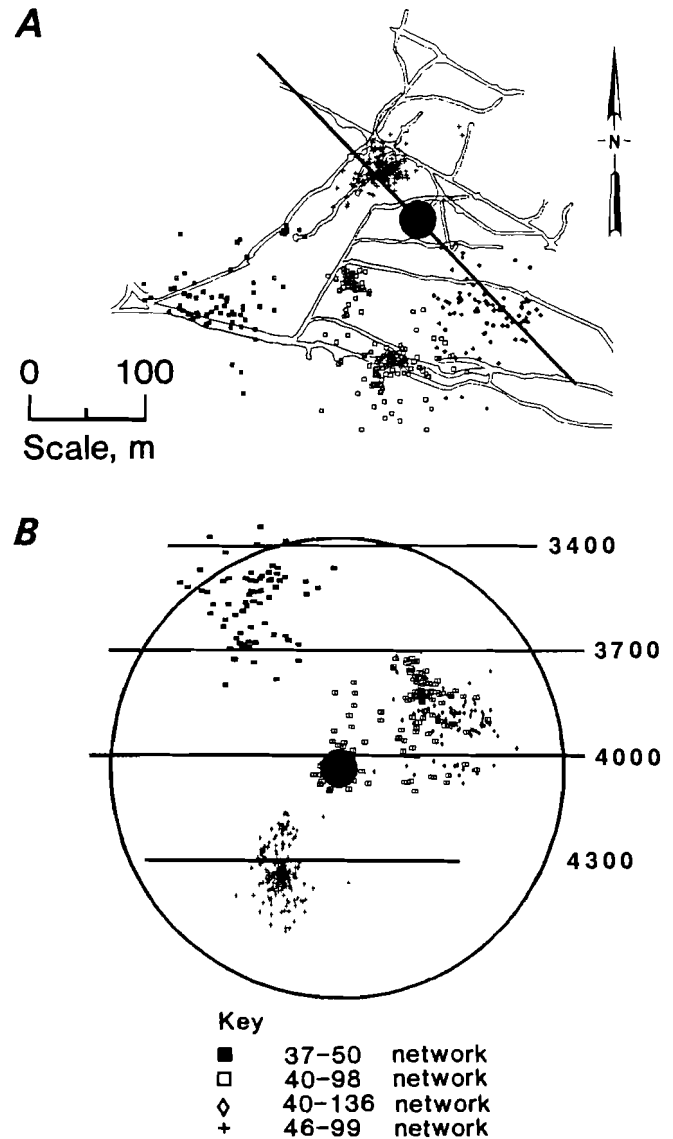 A
N
0 100
Scale, m
B
3400
3700
4000
4300
Key
37-50 network
40-98 network
40-136 network
46-99 network